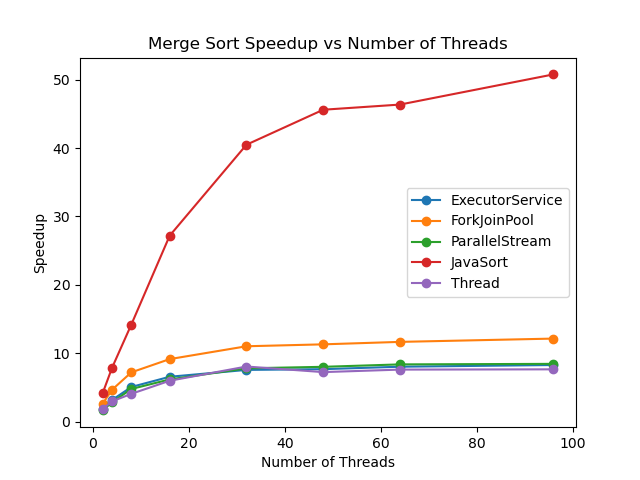 Merge Sort Speedup vs Number of Threads
50
40
30
20
10
0
Speedup
ExecutorService
ForkJoinPool
ParallelStream
JavaSort
Thread
0 20 40 60 80 100
Number of Threads